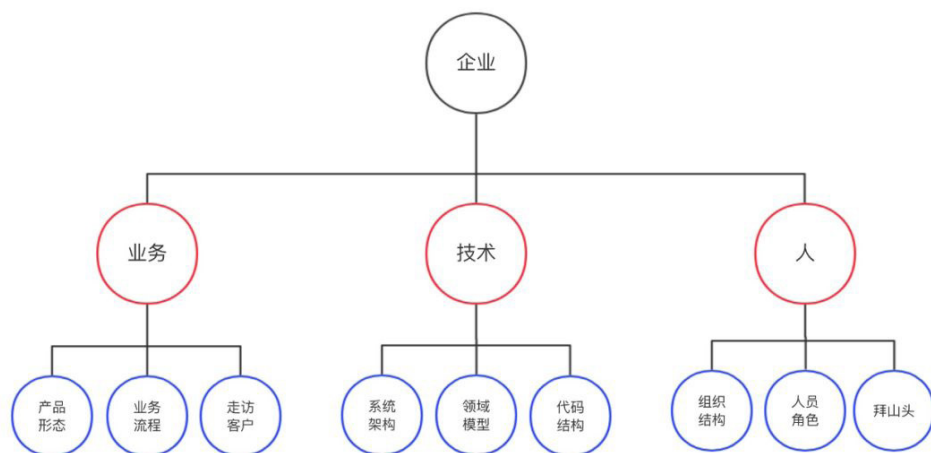 企业
业务
技术
人
产品
形态
业务
流程
走访
客户
系统
架构
领域
模型
代码
结构
组织
结构
人员
角色
拜山头